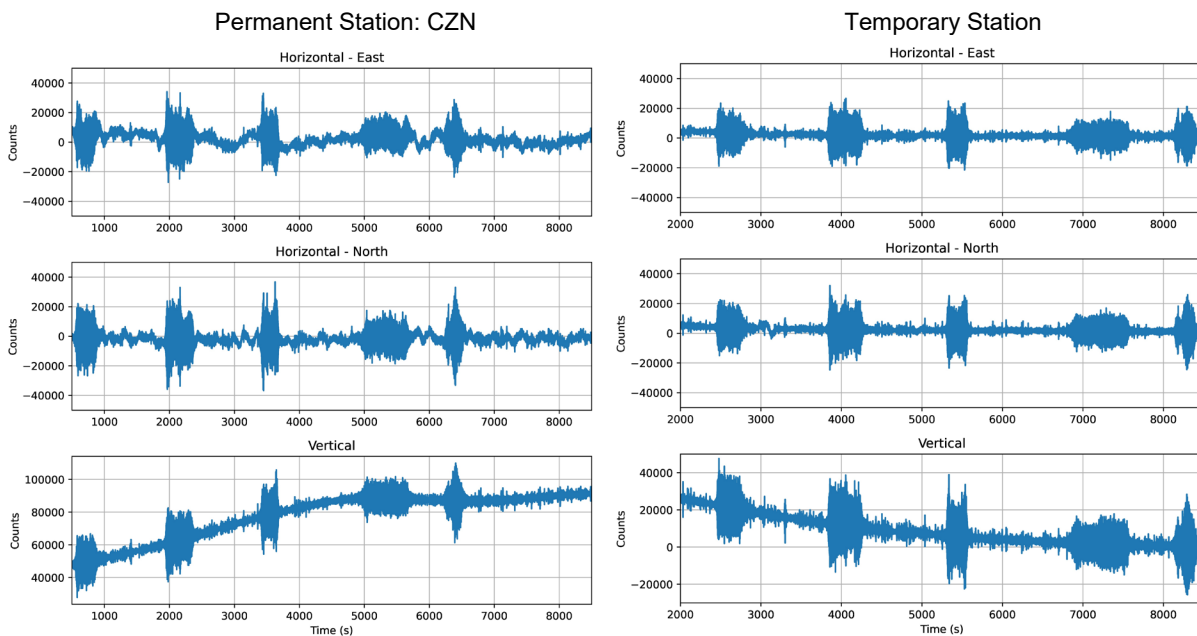 Permanent Station: CZN
Temporary Station
Horizontal - East
40000
20000
0
−20000
−40000
Counts
1000 2000 3000 4000 5000 6000 7000 8000
Horizontal - North
40000
20000
0
−20000
−40000
Counts
1000 2000 3000 4000 5000 6000 7000 8000
Vertical
100000
80000
60000
40000
Counts
1000 2000 3000 4000 5000 6000 7000 8000
Time (s)
Horizontal - East
40000
20000
0
−20000
−40000
Counts
2000 3000 4000 5000 6000 7000 8000
Horizontal - North
40000
20000
0
−20000
−40000
Counts
2000 3000 4000 5000 6000 7000 8000
Vertical
40000
20000
0
−20000
Counts
2000 3000 4000 5000 6000 7000 8000
Time (s)